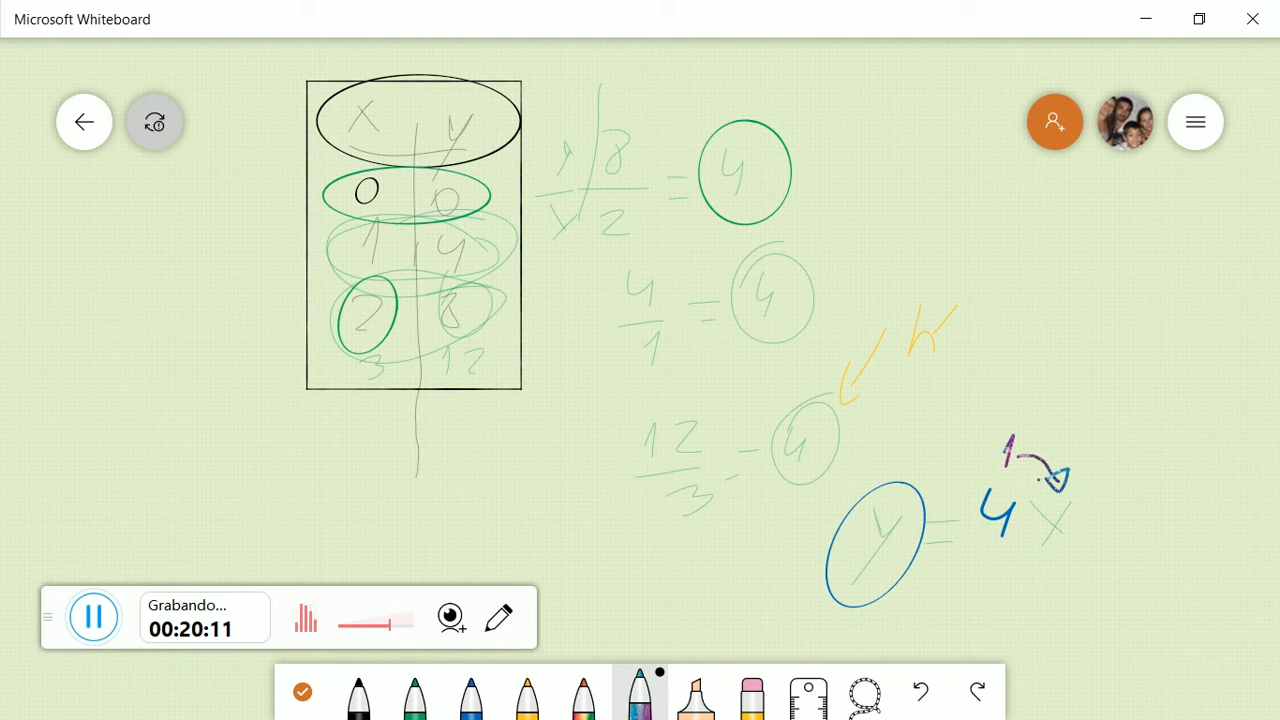 Microsoft Whiteboard
x y
0 0
1 4
2 8
3 12
y/x 8/2 = 4
4/1 = 4
12/3 = 4
1
y = 4x
Grabando...
00:20:11